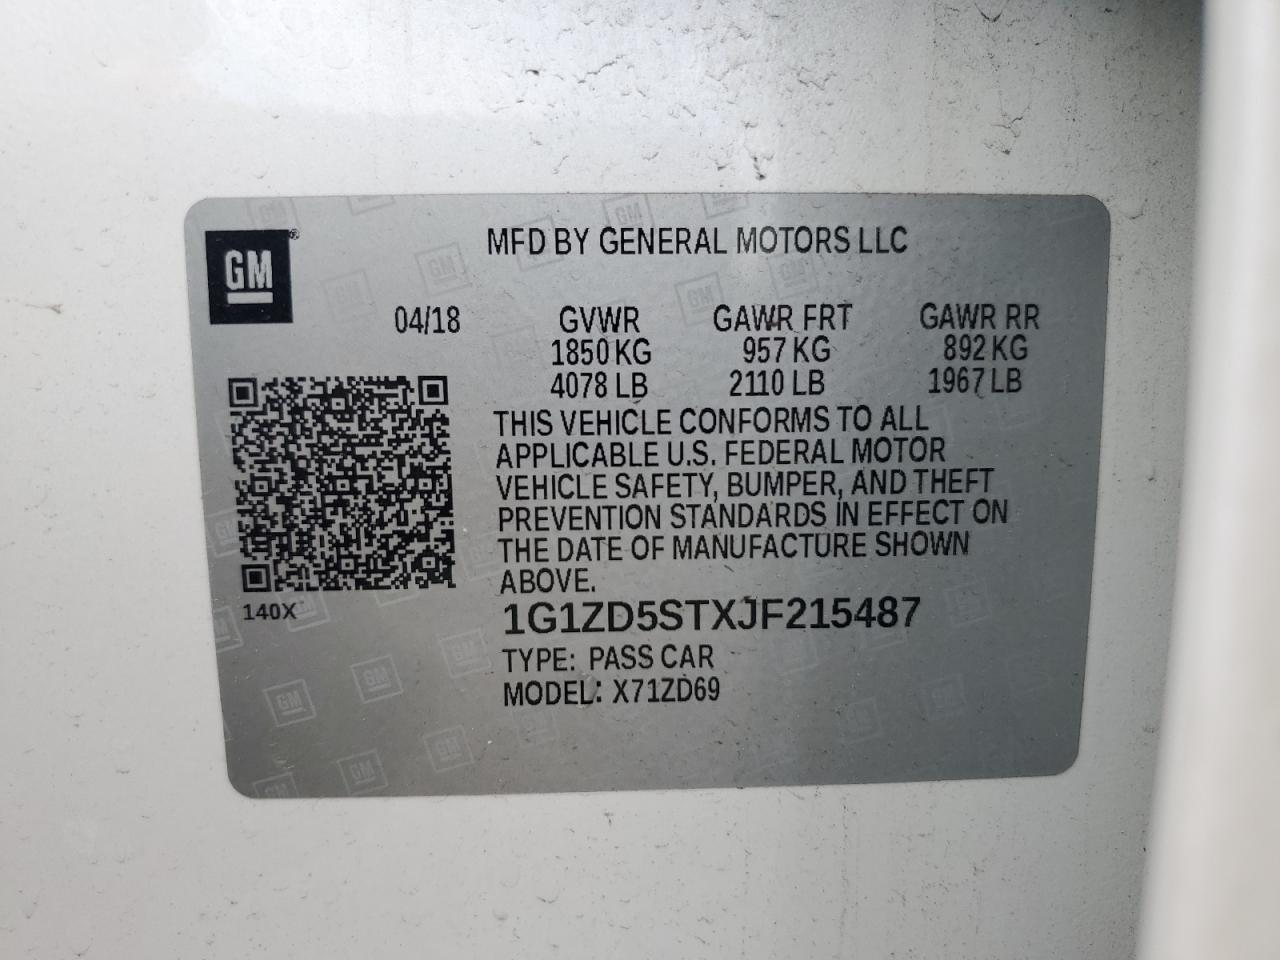 GM®
MFD BY GENERAL MOTORS LLC
04/18 GVWR GAWR FRT GAWR RR
1850 KG 957 KG 892 KG
4078 LB 2110 LB 1967 LB
THIS VEHICLE CONFORMS TO ALL
APPLICABLE U.S. FEDERAL MOTOR
VEHICLE SAFETY, BUMPER, AND THEFT
PREVENTION STANDARDS IN EFFECT ON
THE DATE OF MANUFACTURE SHOWN
ABOVE.
140X
1G1ZD5STXJF215487
TYPE: PASS CAR
MODEL: X71ZD69